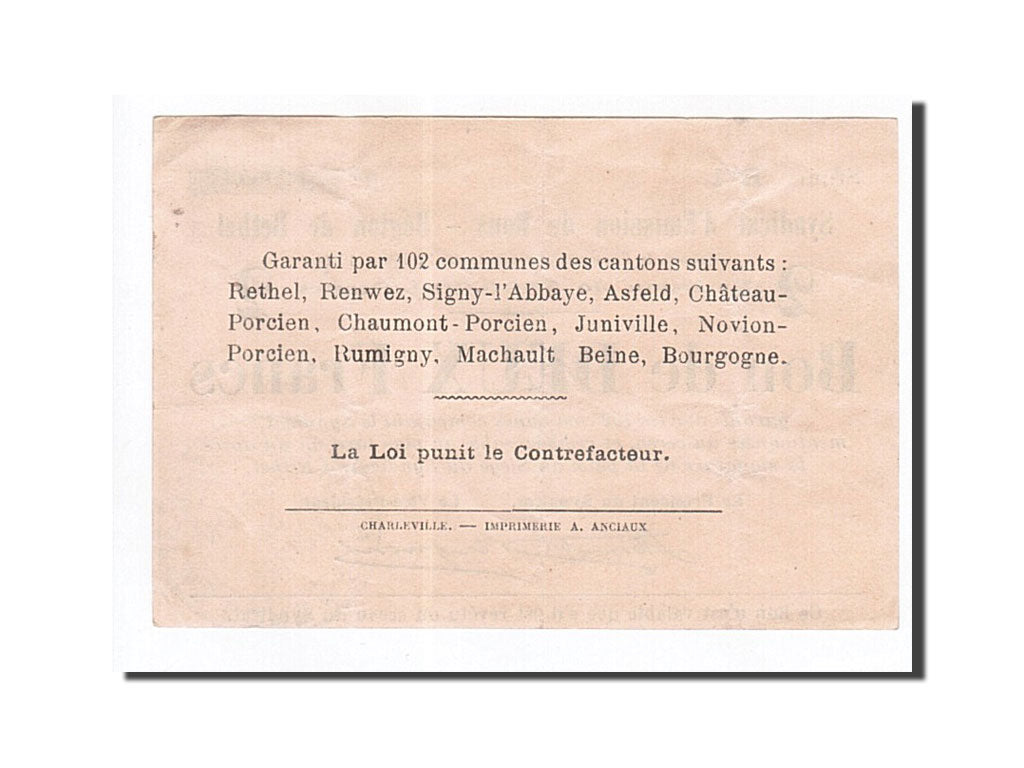 Garanti par 102 communes des cantons suivants :
Rethel, Renwez, Signy-l'Abbaye, Asfeld, Château-
Porcien, Chaumont-Porcien, Juniville, Novion-
Porcien, Rumigny, Machault Beine, Bourgogne.
La Loi punit le Contrefacteur.
CHARLEVILLE. — IMPRIMERIE A. ANCIAUX